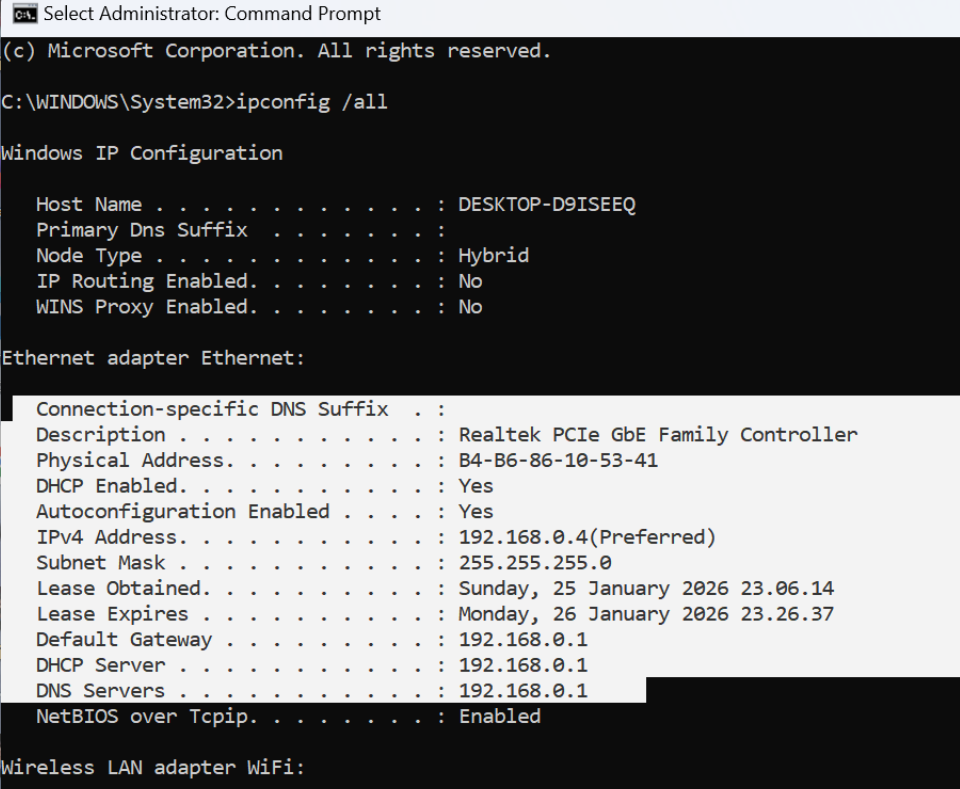 Select Administrator: Command Prompt
(c) Microsoft Corporation. All rights reserved.
C:\WINDOWS\System32>ipconfig /all
Windows IP Configuration
Host Name . . . . . . . . . . . . : DESKTOP-D9ISEEQ
Primary Dns Suffix  . . . . . . . :
Node Type . . . . . . . . . . . . : Hybrid
IP Routing Enabled. . . . . . . . : No
WINS Proxy Enabled. . . . . . . . : No
Ethernet adapter Ethernet:
Connection-specific DNS Suffix  . :
Description . . . . . . . . . . . : Realtek PCIe GbE Family Controller
Physical Address. . . . . . . . . : B4-B6-86-10-53-41
DHCP Enabled. . . . . . . . . . . : Yes
Autoconfiguration Enabled . . . . : Yes
IPv4 Address. . . . . . . . . . . : 192.168.0.4(Preferred)
Subnet Mask . . . . . . . . . . . : 255.255.255.0
Lease Obtained. . . . . . . . . . : Sunday, 25 January 2026 23.06.14
Lease Expires . . . . . . . . . . : Monday, 26 January 2026 23.26.37
Default Gateway . . . . . . . . . : 192.168.0.1
DHCP Server . . . . . . . . . . . : 192.168.0.1
DNS Servers . . . . . . . . . . . : 192.168.0.1
NetBIOS over Tcpip. . . . . . . . : Enabled
Wireless LAN adapter WiFi: